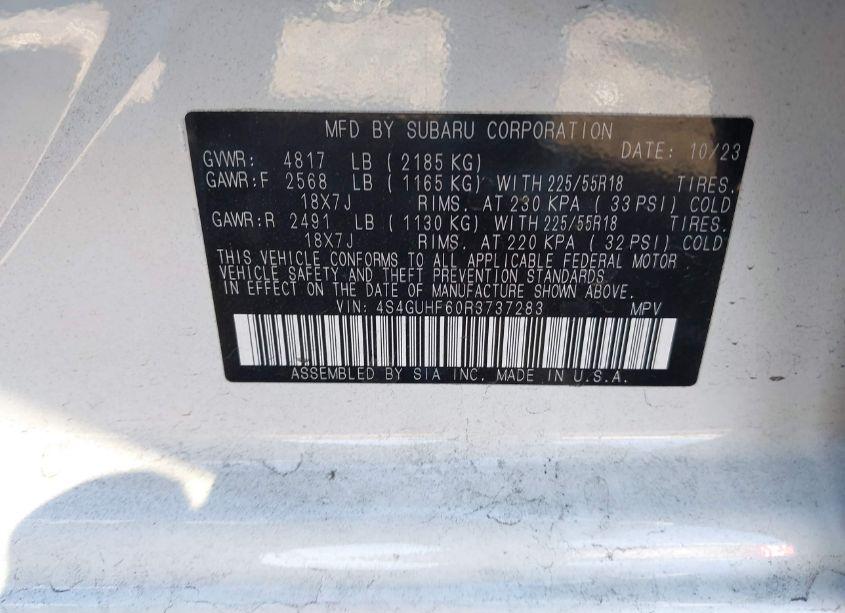 MFD BY SUBARU CORPORATION
DATE: 10/23
GVWR: 4817 LB ( 2185 KG)
GAWR:F 2568 LB ( 1165 KG) WITH 225/55R18 TIRES.
18X7J RIMS. AT 230 KPA ( 33 PSI) COLD
GAWR:R 2491 LB ( 1130 KG) WITH 225/55R18 TIRES.
18X7J RIMS. AT 220 KPA ( 32 PSI) COLD
THIS VEHICLE CONFORMS TO ALL APPLICABLE FEDERAL MOTOR
VEHICLE SAFETY AND THEFT PREVENTION STANDARDS
IN EFFECT ON THE DATE OF MANUFACTURE SHOWN ABOVE.
VIN: 4S4GUHF60R3737283 MPV
ASSEMBLED BY SIA INC. MADE IN U.S.A.